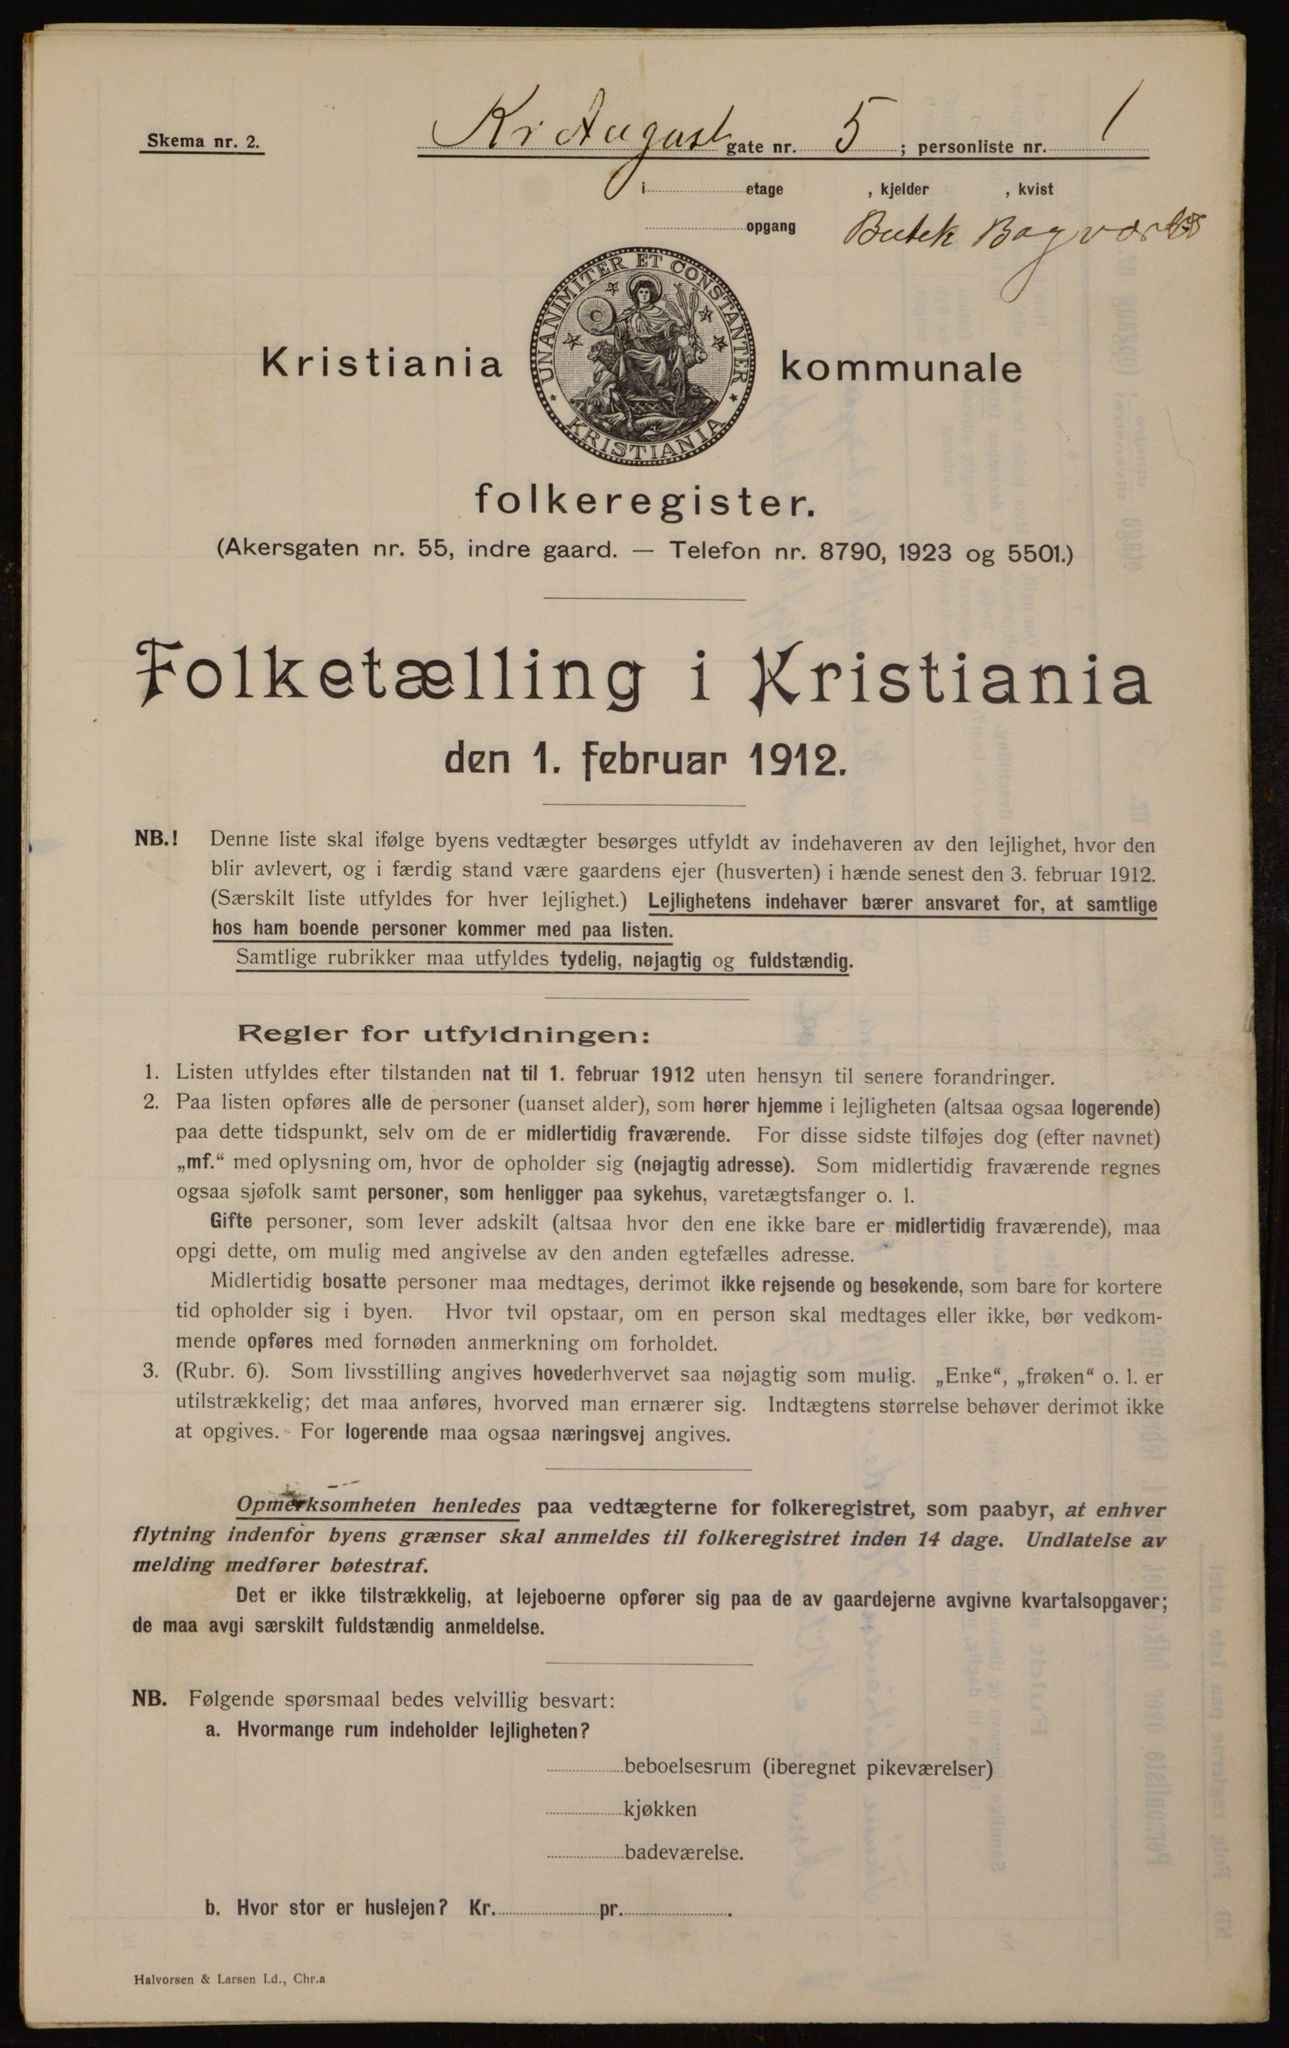 Skema nr. 2.
Kr. August gate nr. 5 ; personliste nr. 1
i etage , kjelder , kvist
opgang Butik Bagværk
UNANIMITER ET CONSTANTER
KRISTIANIA
Kristiania kommunale
folkeregister.
(Akersgaten nr. 55, indre gaard. — Telefon nr. 8790, 1923 og 5501.)
Folketælling i Kristiania
den 1. februar 1912.
NB.! Denne liste skal ifølge byens vedtægter besørges utfyldt av indehaveren av den lejlighet, hvor den
blir avlevert, og i færdig stand være gaardens ejer (husverten) i hænde senest den 3. februar 1912.
(Særskilt liste utfyldes for hver lejlighet.) Lejlighetens indehaver bærer ansvaret for, at samtlige
hos ham boende personer kommer med paa listen.
Samtlige rubrikker maa utfyldes tydelig, nøjagtig og fuldstændig.
Regler for utfyldningen:
1. Listen utfyldes efter tilstanden nat til 1. februar 1912 uten hensyn til senere forandringer.
2. Paa listen opføres alle de personer (uanset alder), som hører hjemme i lejligheten (altsaa ogsaa logerende)
paa dette tidspunkt, selv om de er midlertidig fraværende. For disse sidste tilføjes dog (efter navnet)
„mf.“ med oplysning om, hvor de opholder sig (nøjagtig adresse). Som midlertidig fraværende regnes
ogsaa sjøfolk samt personer, som henligger paa sykehus, varetægtsfanger o. l.
Gifte personer, som lever adskilt (altsaa hvor den ene ikke bare er midlertidig fraværende), maa
opgi dette, om mulig med angivelse av den anden egtefælles adresse.
Midlertidig bosatte personer maa medtages, derimot ikke rejsende og besøkende, som bare for kortere
tid opholder sig i byen. Hvor tvil opstaar, om en person skal medtages eller ikke, bør vedkom-
mende opføres med fornøden anmerkning om forholdet.
3. (Rubr. 6). Som livsstilling angives hovederhvervet saa nøjagtig som mulig. „Enke“, „frøken“ o. l. er
utilstrækkelig; det maa anføres, hvorved man ernærer sig. Indtægtens størrelse behøver derimot ikke
at opgives. For logerende maa ogsaa næringsvej angives.
Opmerksomheten henledes paa vedtægterne for folkeregistret, som paabyr, at enhver
flytning indenfor byens grænser skal anmeldes til folkeregistret inden 14 dage. Undlatelse av
melding medfører bøtestraf.
Det er ikke tilstrækkelig, at lejeboerne opfører sig paa de av gaardejerne avgivne kvartalsopgaver;
de maa avgi særskilt fuldstændig anmeldelse.
NB. Følgende spørsmaal bedes velvillig besvart:
a. Hvormange rum indeholder lejligheten?
beboelsesrum (iberegnet pikeværelser)
kjøkken
badeværelse.
b. Hvor stor er huslejen? Kr. pr. .
Halvorsen & Larsen Ld., Chr.a